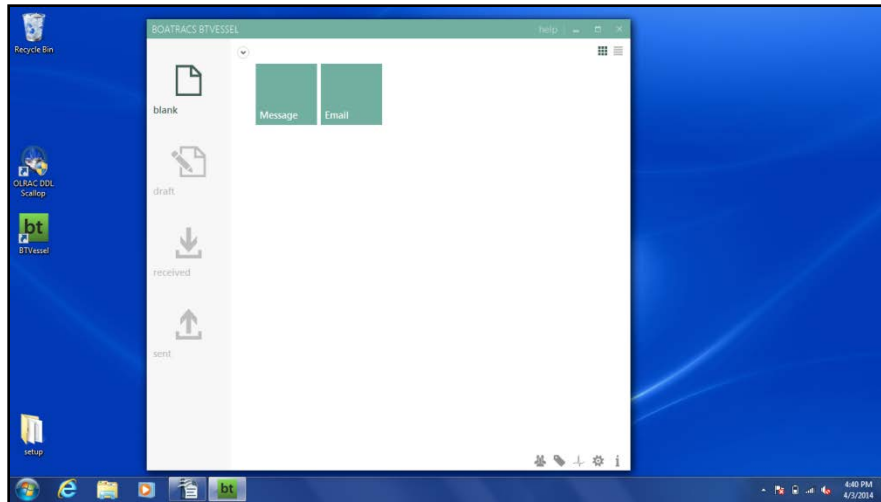 Recycle Bin
OLRAC DDL
Scallop
bt
BTVessel
setup
BOATRACS BTVESSEL
help
blank
draft
received
sent
Message
Email
bt
4:40 PM
4/3/2014